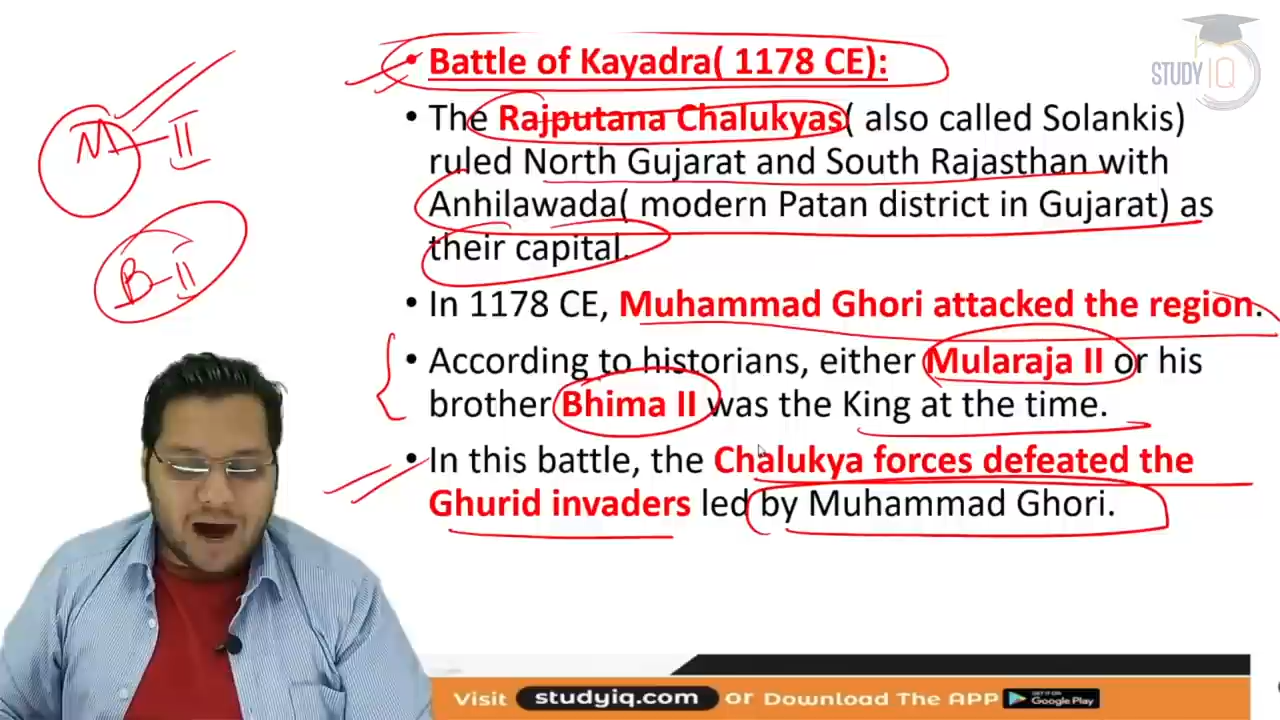 • Battle of Kayadra( 1178 CE):
STUDY IQ
• The Rajputana Chalukyas( also called Solankis)
ruled North Gujarat and South Rajasthan with
Anhilawada( modern Patan district in Gujarat) as
their capital.
M-II
B-II
• In 1178 CE, Muhammad Ghori attacked the region.
• According to historians, either Mularaja II or his
brother Bhima II was the King at the time.
• In this battle, the Chalukya forces defeated the
Ghurid invaders led by Muhammad Ghori.
Visit studyiq.com or Download The APP GET IT ON Google Play